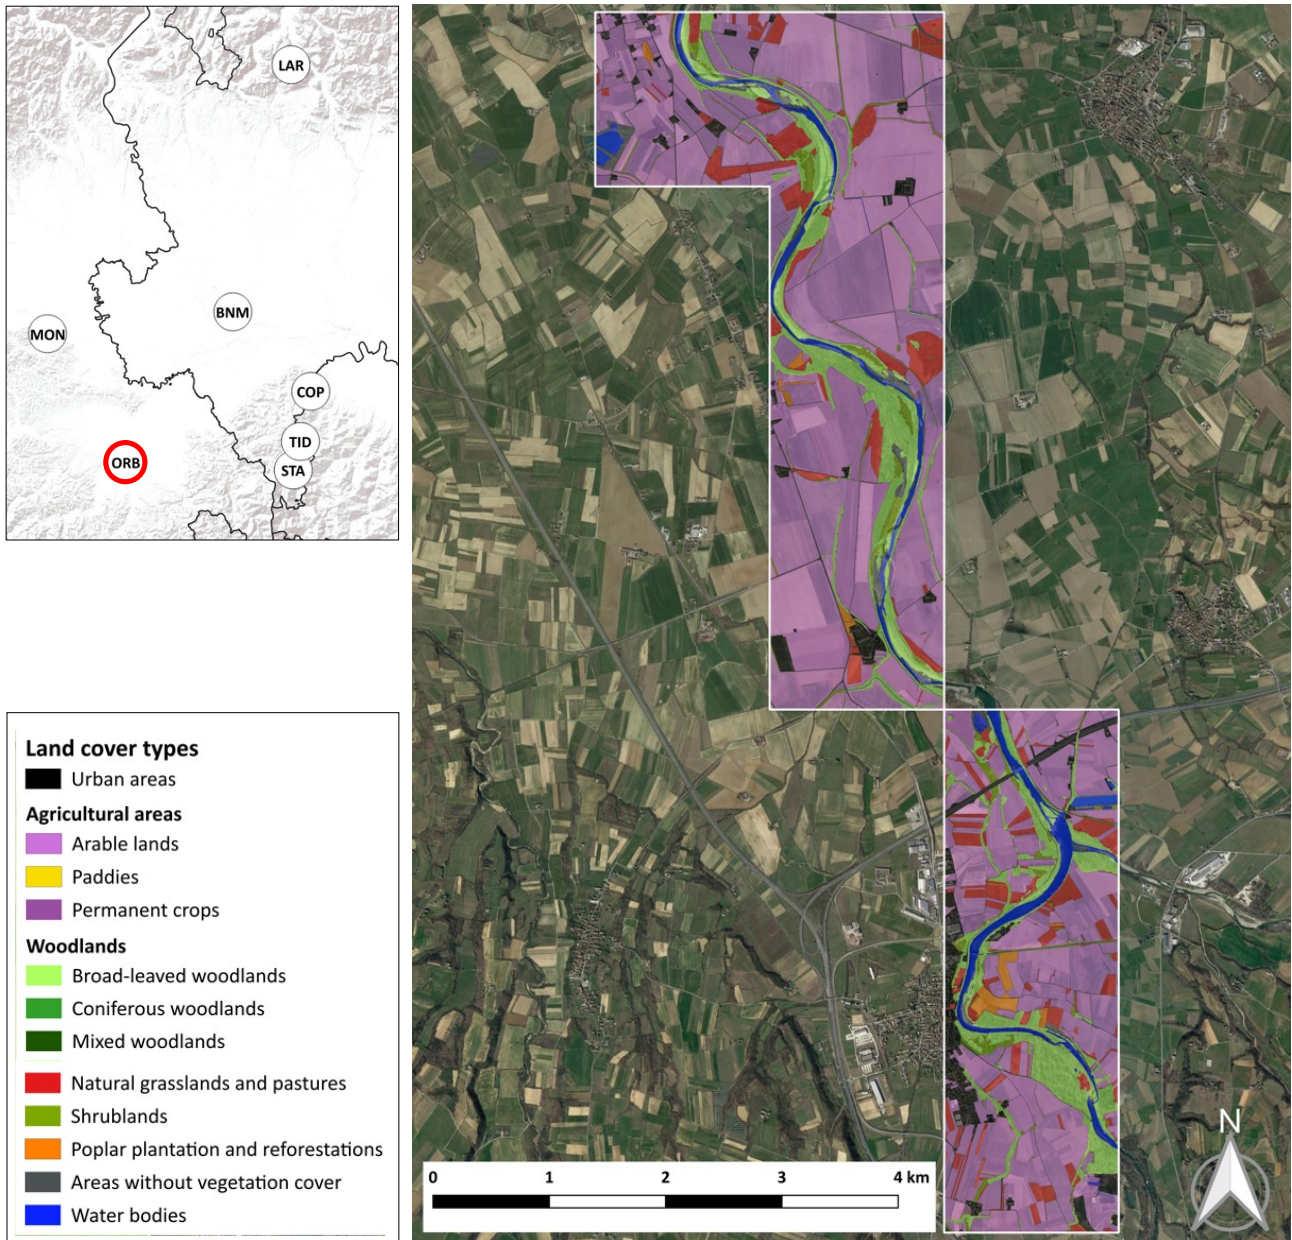 LAR
BNM
MON
COP
TID
STA
ORB
Land cover types
Urban areas
Agricultural areas
Arable lands
Paddies
Permanent crops
Woodlands
Broad-leaved woodlands
Coniferous woodlands
Mixed woodlands
Natural grasslands and pastures
Shrublands
Poplar plantation and reforestations
Areas without vegetation cover
Water bodies
0 1 2 3 4 km
N